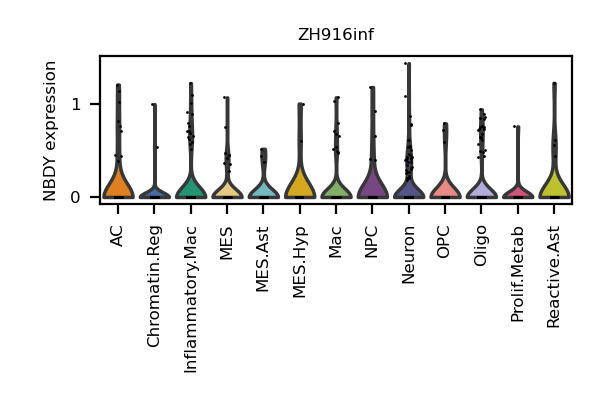 ZH916inf
NBDY expression
1
0
AC
Chromatin.Reg
Inflammatory.Mac
MES
MES.Ast
MES.Hyp
Mac
NPC
Neuron
OPC
Oligo
Prolif.Metab
Reactive.Ast